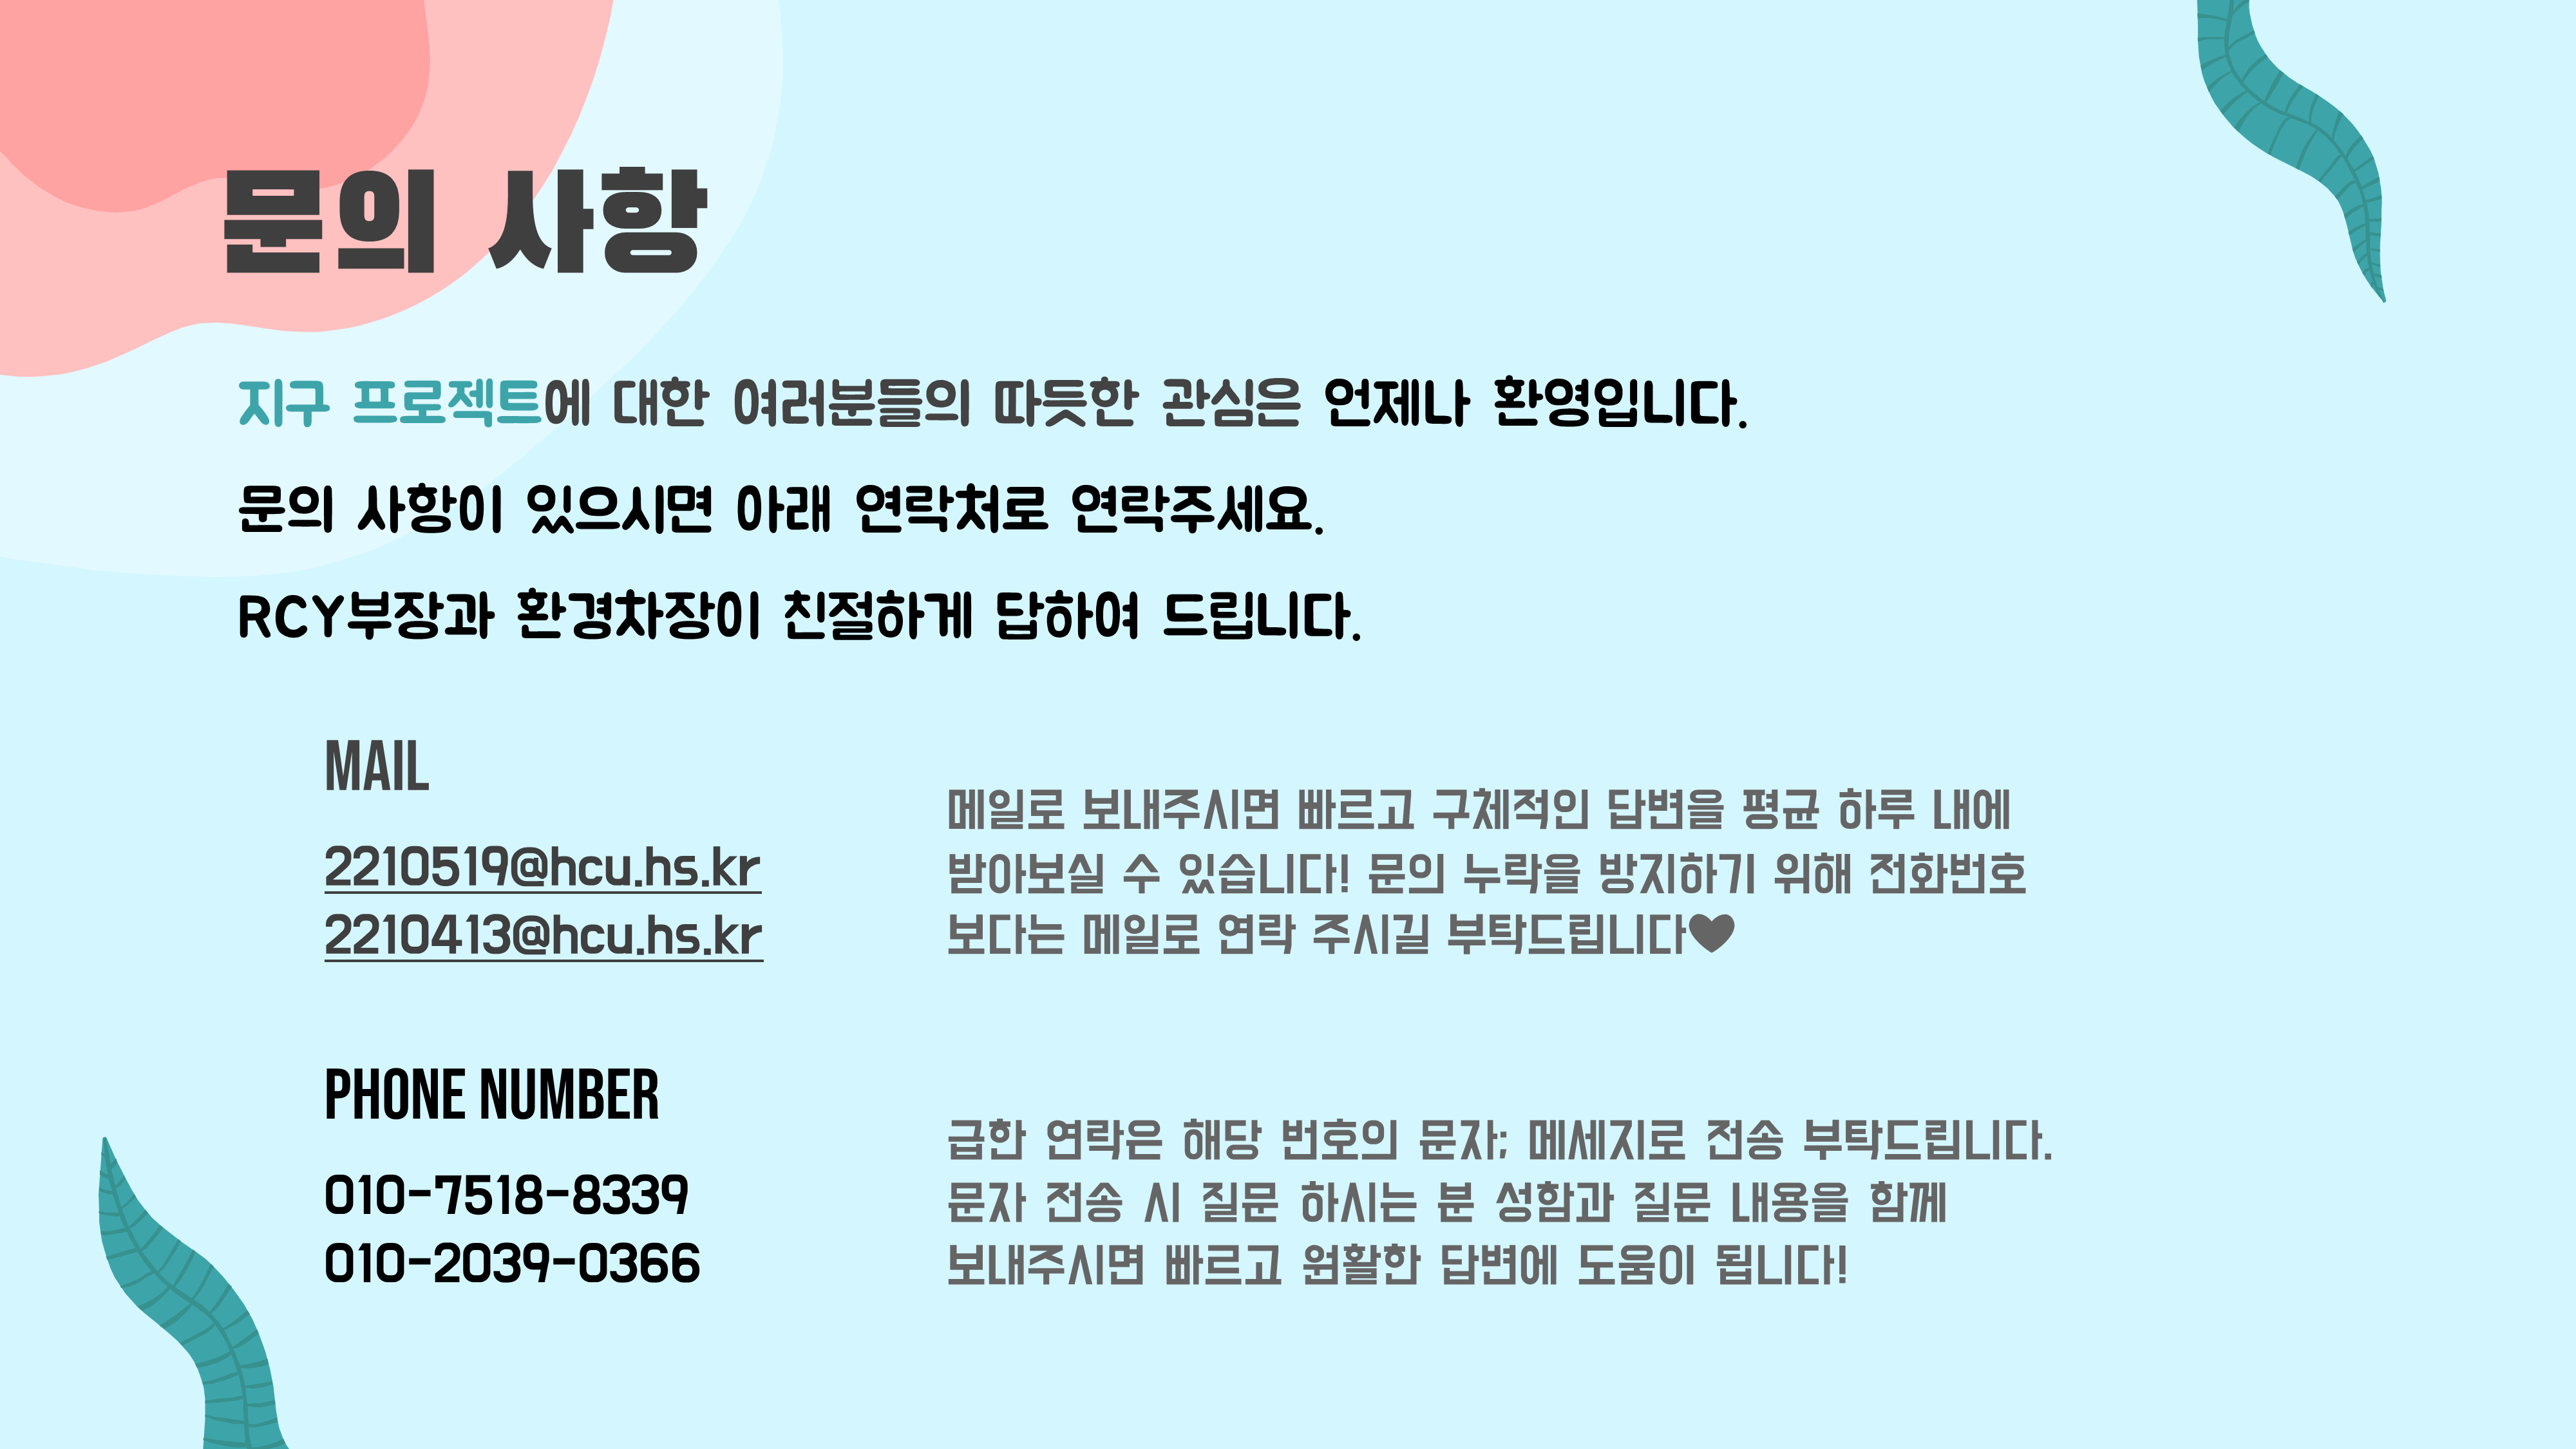 문의 사항
지구 프로젝트에 대한 여러분들의 따듯한 관심은 언제나 환영입니다.
문의 사항이 있으시면 아래 연락처로 연락주세요.
RCY부장과 환경차장이 친절하게 답하여 드립니다.
MAIL
2210519@hcu.hs.kr
2210413@hcu.hs.kr
메일로 보내주시면 빠르고 구체적인 답변을 평균 하루 내에
받아보실 수 있습니다! 문의 누락을 방지하기 위해 전화번호
보다는 메일로 연락 주시길 부탁드립니다♥
PHONE NUMBER
010-7518-8339
010-2039-0366
급한 연락은 해당 번호의 문자; 메세지로 전송 부탁드립니다.
문자 전송 시 질문 하시는 분 성함과 질문 내용을 함께
보내주시면 빠르고 원활한 답변에 도움이 됩니다!